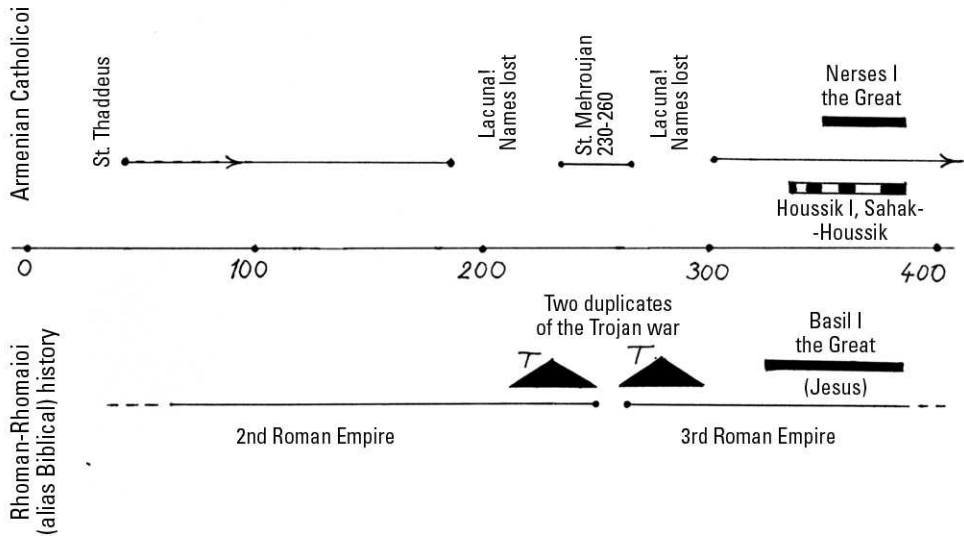 Armenian Catholicoi
St. Thaddeus
Lacuna!
Names lost
St. Mehroujan
230-260
Lacuna!
Names lost
Nerses I
the Great
Houssik I, Sahak-
-Houssik
0
100
200
300
400
Two duplicates
of the Trojan war
T
T
Basil I
the Great
(Jesus)
2nd Roman Empire
3rd Roman Empire
Rhoman-Rhomaioi
(alias Biblical) history